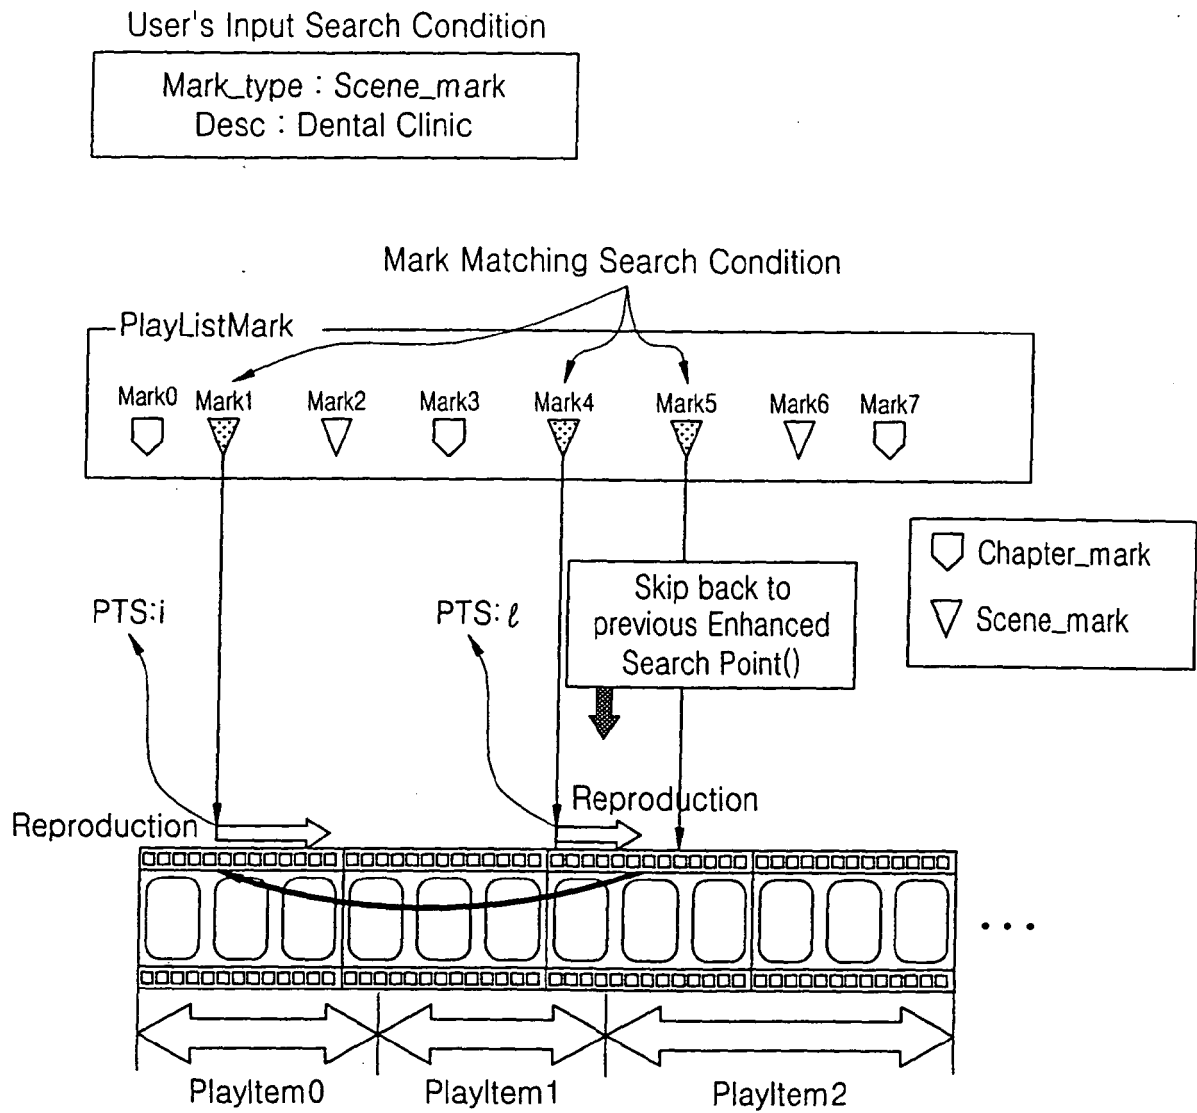 User's Input Search Condition
Mark_type : Scene_mark
Desc : Dental Clinic
Mark Matching Search Condition
PlayListMark
Mark0 Mark1 Mark2 Mark3 Mark4 Mark5 Mark6 Mark7
Chapter_mark
Scene_mark
Skip back to
previous Enhanced
Search Point()
PTS:i
PTS:ℓ
Reproduction
Reproduction
...
PlayItem0 PlayItem1 PlayItem2